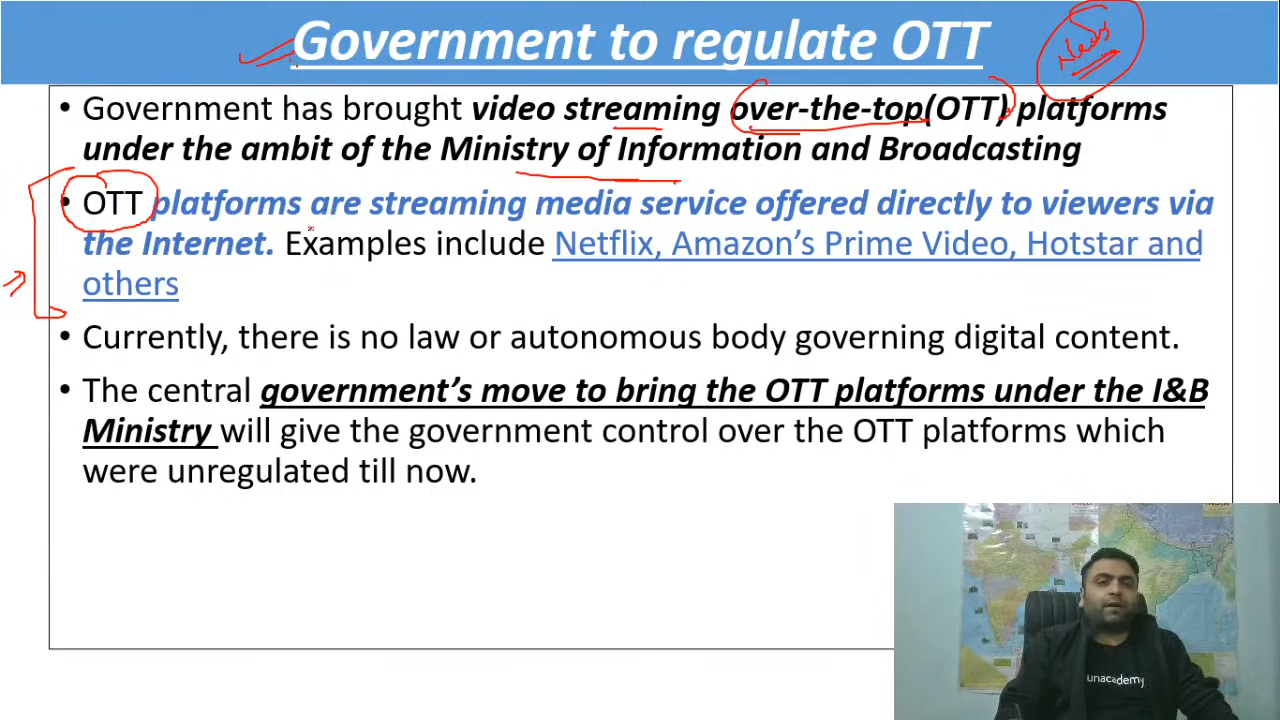 Government to regulate OTT
News
• Government has brought video streaming over-the-top(OTT) platforms
under the ambit of the Ministry of Information and Broadcasting
• OTT platforms are streaming media service offered directly to viewers via
the Internet. Examples include Netflix, Amazon's Prime Video, Hotstar and
others
• Currently, there is no law or autonomous body governing digital content.
• The central government's move to bring the OTT platforms under the I&B
Ministry will give the government control over the OTT platforms which
were unregulated till now.
INDIA
unacademy